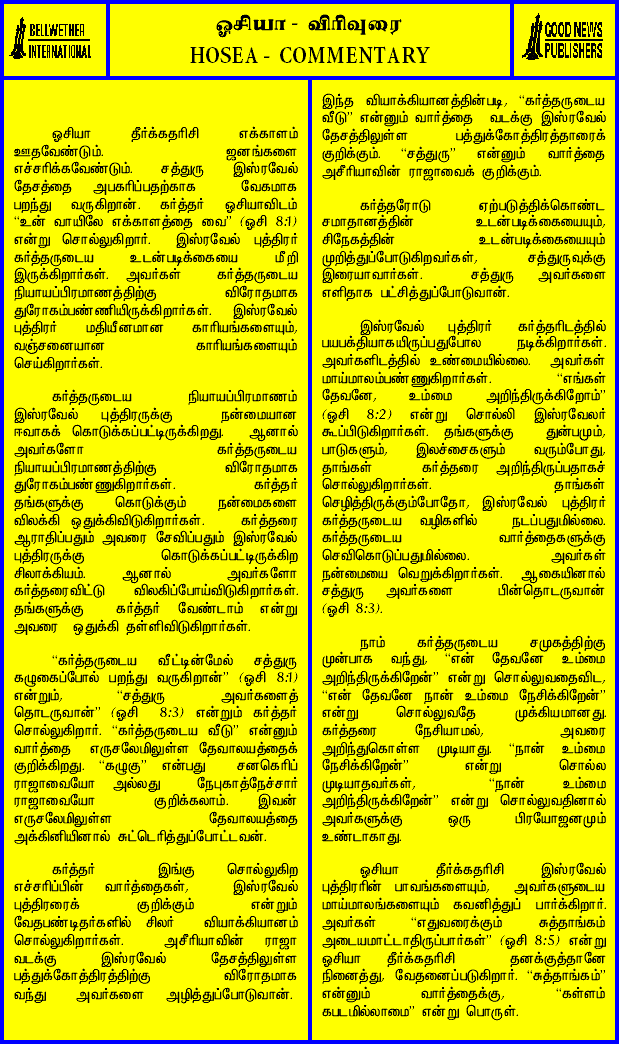 BELLWETHER
INTERNATIONAL
ஓசியா - விரிவுரை
HOSEA - COMMENTARY
GOOD NEWS
PUBLISHERS
ஓசியா தீர்க்கதரிசி எக்காளம்
ஊதவேண்டும். ஜனங்களை
எச்சரிக்கவேண்டும். சத்துரு இஸ்ரவேல்
தேசத்தை அபகரிப்பதற்காக வேகமாக
பறந்து வருகிறான். கர்த்தர் ஓசியாவிடம்
“உன் வாயிலே எக்காளத்தை வை” (ஓசி 8:1)
என்று சொல்லுகிறார். இஸ்ரவேல் புத்திரர்
கர்த்தருடைய உடன்படிக்கையை மீறி
இருக்கிறார்கள். அவர்கள் கர்த்தருடைய
நியாயப்பிரமாணத்திற்கு விரோதமாக
துரோகம்பண்ணியிருக்கிறார்கள். இஸ்ரவேல்
புத்திரர் மதியீனமான காரியங்களையும்,
வஞ்சனையான காரியங்களையும்
செய்கிறார்கள்.
கர்த்தருடைய நியாயப்பிரமாணம்
இஸ்ரவேல் புத்திரருக்கு நன்மையான
ஈவாகக் கொடுக்கப்பட்டிருக்கிறது. ஆனால்
அவர்களோ கர்த்தருடைய
நியாயப்பிரமாணத்திற்கு விரோதமாக
துரோகம்பண்ணுகிறார்கள். கர்த்தர்
தங்களுக்கு கொடுக்கும் நன்மைகளை
விலக்கி ஒதுக்கிவிடுகிறார்கள். கர்த்தரை
ஆராதிப்பதும் அவரை சேவிப்பதும் இஸ்ரவேல்
புத்திரருக்கு கொடுக்கப்பட்டிருக்கிற
சிலாக்கியம். ஆனால் அவர்களோ
கர்த்தரைவிட்டு விலகிப்போய்விடுகிறார்கள்.
தங்களுக்கு கர்த்தர் வேண்டாம் என்று
அவரை ஒதுக்கி தள்ளிவிடுகிறார்கள்.
“கர்த்தருடைய வீட்டின்மேல் சத்துரு
கழுகைப்போல் பறந்து வருகிறான்” (ஓசி 8:1)
என்றும், “சத்துரு அவர்களைத்
தொடருவான்” (ஓசி 8:3) என்றும் கர்த்தர்
சொல்லுகிறார். “கர்த்தருடைய வீடு” என்னும்
வார்த்தை எருசலேமிலுள்ள தேவாலயத்தைக்
குறிக்கிறது. “கழுகு” என்பது சனகெரிப்
ராஜாவையோ அல்லது நேபுகாத்நேச்சார்
ராஜாவையோ குறிக்கலாம். இவன்
எருசலேமிலுள்ள தேவாலயத்தை
அக்கினியினால் சுட்டெரித்துப்போட்டவன்.
கர்த்தர் இங்கு சொல்லுகிற
எச்சரிப்பின் வார்த்தைகள், இஸ்ரவேல்
புத்திரரைக் குறிக்கும் என்றும்
வேதபண்டிதர்களில் சிலர் வியாக்கியானம்
சொல்லுகிறார்கள். அசீரியாவின் ராஜா
வடக்கு இஸ்ரவேல் தேசத்திலுள்ள
பத்துக்கோத்திரத்திற்கு விரோதமாக
வந்து அவர்களை அழித்துப்போடுவான்.
இந்த வியாக்கியானத்தின்படி, “கர்த்தருடைய
வீடு” என்னும் வார்த்தை வடக்கு இஸ்ரவேல்
தேசத்திலுள்ள பத்துக்கோத்திரத்தாரைக்
குறிக்கும். “சத்துரு” என்னும் வார்த்தை
அசீரியாவின் ராஜாவைக் குறிக்கும்.
கர்த்தரோடு ஏற்படுத்திக்கொண்ட
சமாதானத்தின் உடன்படிக்கையையும்,
சிநேகத்தின் உடன்படிக்கையையும்
முறித்துப்போடுகிறவர்கள், சத்துருவுக்கு
இரையாவார்கள். சத்துரு அவர்களை
எளிதாக பட்சித்துப்போடுவான்.
இஸ்ரவேல் புத்திரர் கர்த்தரிடத்தில்
பயபக்தியாகயிருப்பதுபோல நடிக்கிறார்கள்.
அவர்களிடத்தில் உண்மையில்லை. அவர்கள்
மாய்மாலம்பண்ணுகிறார்கள். “எங்கள்
தேவனே, உம்மை அறிந்திருக்கிறோம்”
(ஓசி 8:2) என்று சொல்லி இஸ்ரவேலர்
கூப்பிடுகிறார்கள். தங்களுக்கு துன்பமும்,
பாடுகளும், இலச்சைகளும் வரும்போது,
தாங்கள் கர்த்தரை அறிந்திருப்பதாகச்
சொல்லுகிறார்கள். தாங்கள்
செழித்திருக்கும்போதோ, இஸ்ரவேல் புத்திரர்
கர்த்தருடைய வழிகளில் நடப்பதுமில்லை.
கர்த்தருடைய வார்த்தைகளுக்கு
செவிகொடுப்பதுமில்லை. அவர்கள்
நன்மையை வெறுக்கிறார்கள். ஆகையினால்
சத்துரு அவர்களை பின்தொடருவான்
(ஓசி 8:3).
நாம் கர்த்தருடைய சமுகத்திற்கு
முன்பாக வந்து, “என் தேவனே உம்மை
அறிந்திருக்கிறேன்” என்று சொல்லுவதைவிட,
“என் தேவனே நான் உம்மை நேசிக்கிறேன்”
என்று சொல்லுவதே முக்கியமானது.
கர்த்தரை நேசியாமல், அவரை
அறிந்துகொள்ள முடியாது. “நான் உம்மை
நேசிக்கிறேன்” என்று சொல்ல
முடியாதவர்கள், “நான் உம்மை
அறிந்திருக்கிறேன்” என்று சொல்லுவதினால்
அவர்களுக்கு ஒரு பிரயோஜனமும்
உண்டாகாது.
ஓசியா தீர்க்கதரிசி இஸ்ரவேல்
புத்திரரின் பாவங்களையும், அவர்களுடைய
மாய்மாலங்களையும் கவனித்துப் பார்க்கிறார்.
அவர்கள் “எதுவரைக்கும் சுத்தாங்கம்
அடையமாட்டாதிருப்பார்கள்” (ஓசி 8:5) என்று
ஓசியா தீர்க்கதரிசி தனக்குத்தானே
நினைத்து, வேதனைப்படுகிறார். “சுத்தாங்கம்”
என்னும் வார்த்தைக்கு, “கள்ளம்
கபடமில்லாமை” என்று பொருள்.